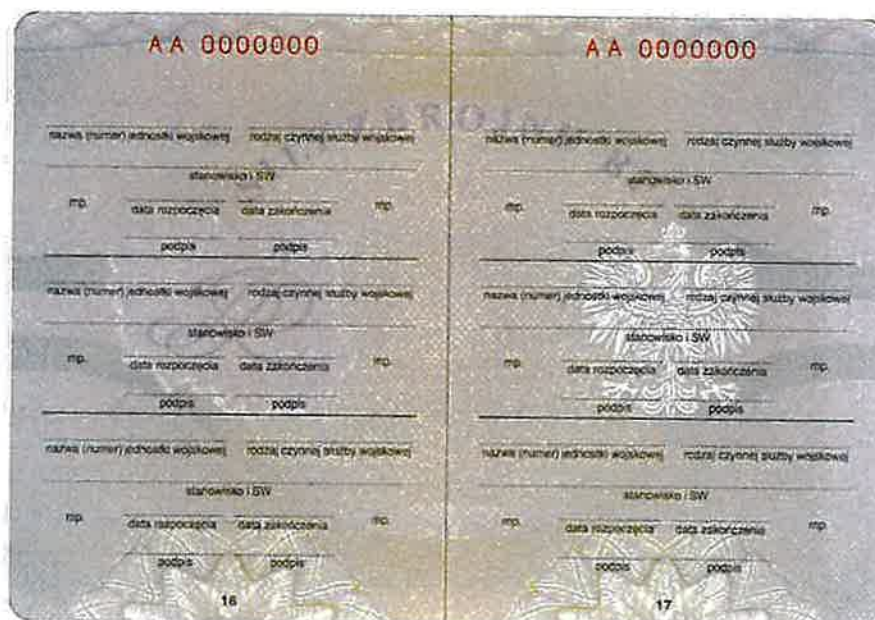 AA 0000000
nazwa (numer) jednostki wojskowej rodzaj czynnej służby wojskowej
stanowisko i SW
mp. data rozpoczęcia data zakończenia mp.
podpis podpis
nazwa (numer) jednostki wojskowej rodzaj czynnej służby wojskowej
stanowisko i SW
mp. data rozpoczęcia data zakończenia mp.
podpis podpis
nazwa (numer) jednostki wojskowej rodzaj czynnej służby wojskowej
stanowisko i SW
mp. data rozpoczęcia data zakończenia mp.
podpis podpis
16
AA 0000000
nazwa (numer) jednostki wojskowej rodzaj czynnej służby wojskowej
stanowisko i SW
mp. data rozpoczęcia data zakończenia mp.
podpis podpis
nazwa (numer) jednostki wojskowej rodzaj czynnej służby wojskowej
stanowisko i SW
mp. data rozpoczęcia data zakończenia mp.
podpis podpis
nazwa (numer) jednostki wojskowej rodzaj czynnej służby wojskowej
stanowisko i SW
mp. data rozpoczęcia data zakończenia mp.
podpis podpis
17